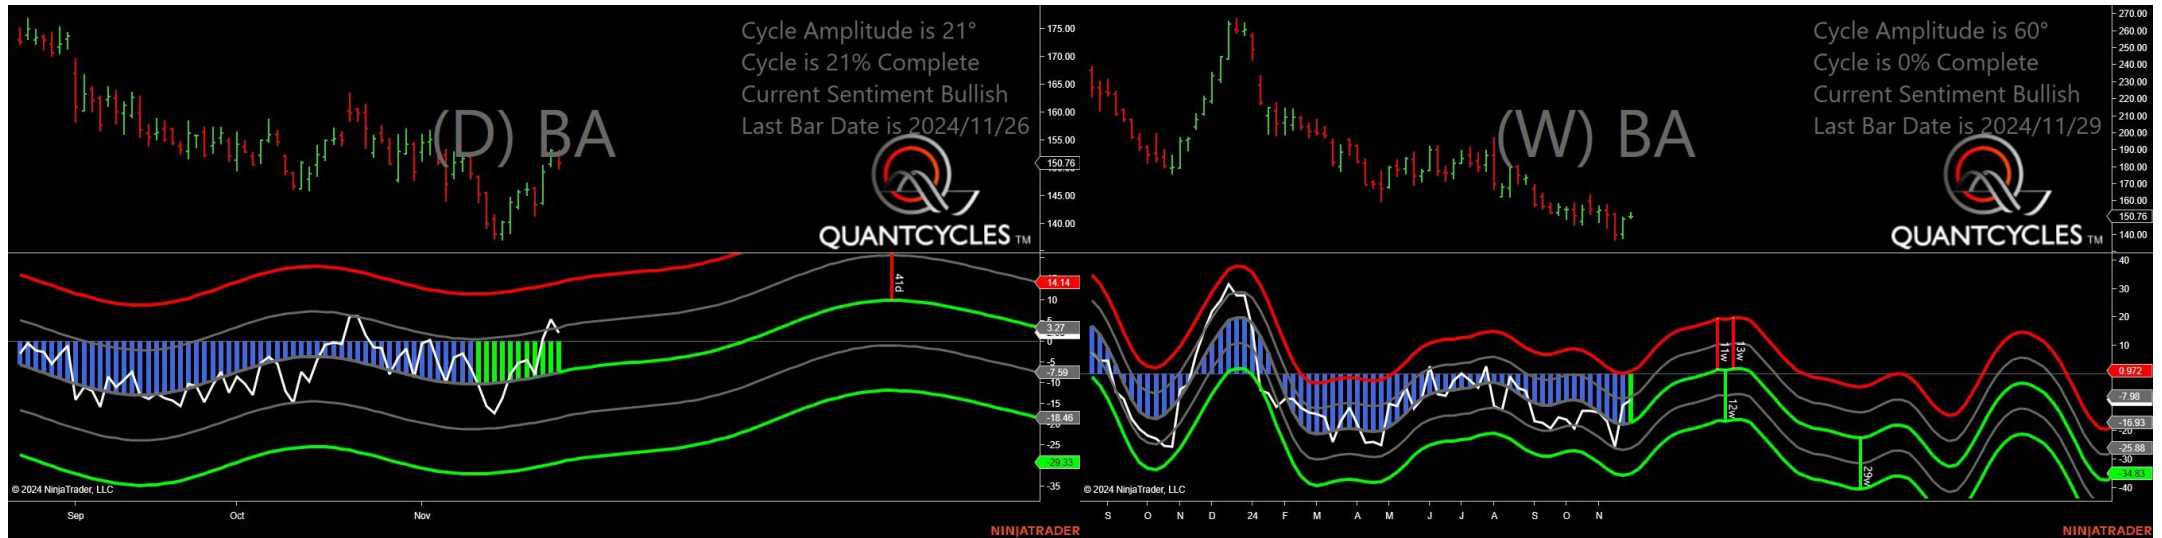 Cycle Amplitude is 21°
Cycle is 21% Complete
Current Sentiment Bullish
Last Bar Date is 2024/11/26
(D) BA
QUANTCYCLES TM
175.00
170.00
165.00
160.00
155.00
150.76
145.00
140.00
41d
14.14
10
5
3.27
0
-5
-7.59
-10
-15
-18.46
-25
-29.33
-35
© 2024 NinjaTrader, LLC
Sep Oct Nov
NINJATRADER
Cycle Amplitude is 60°
Cycle is 0% Complete
Current Sentiment Bullish
Last Bar Date is 2024/11/29
(W) BA
QUANTCYCLES TM
270.00
260.00
250.00
240.00
230.00
220.00
210.00
200.00
190.00
180.00
170.00
160.00
150.76
140.00
11w 13w
12w
29w
40
30
20
10
0.972
-7.98
-16.93
-20
-25.88
-30
-34.83
-40
© 2024 NinjaTrader, LLC
S O N D 24 F M A M J J A S O N
NINJATRADER